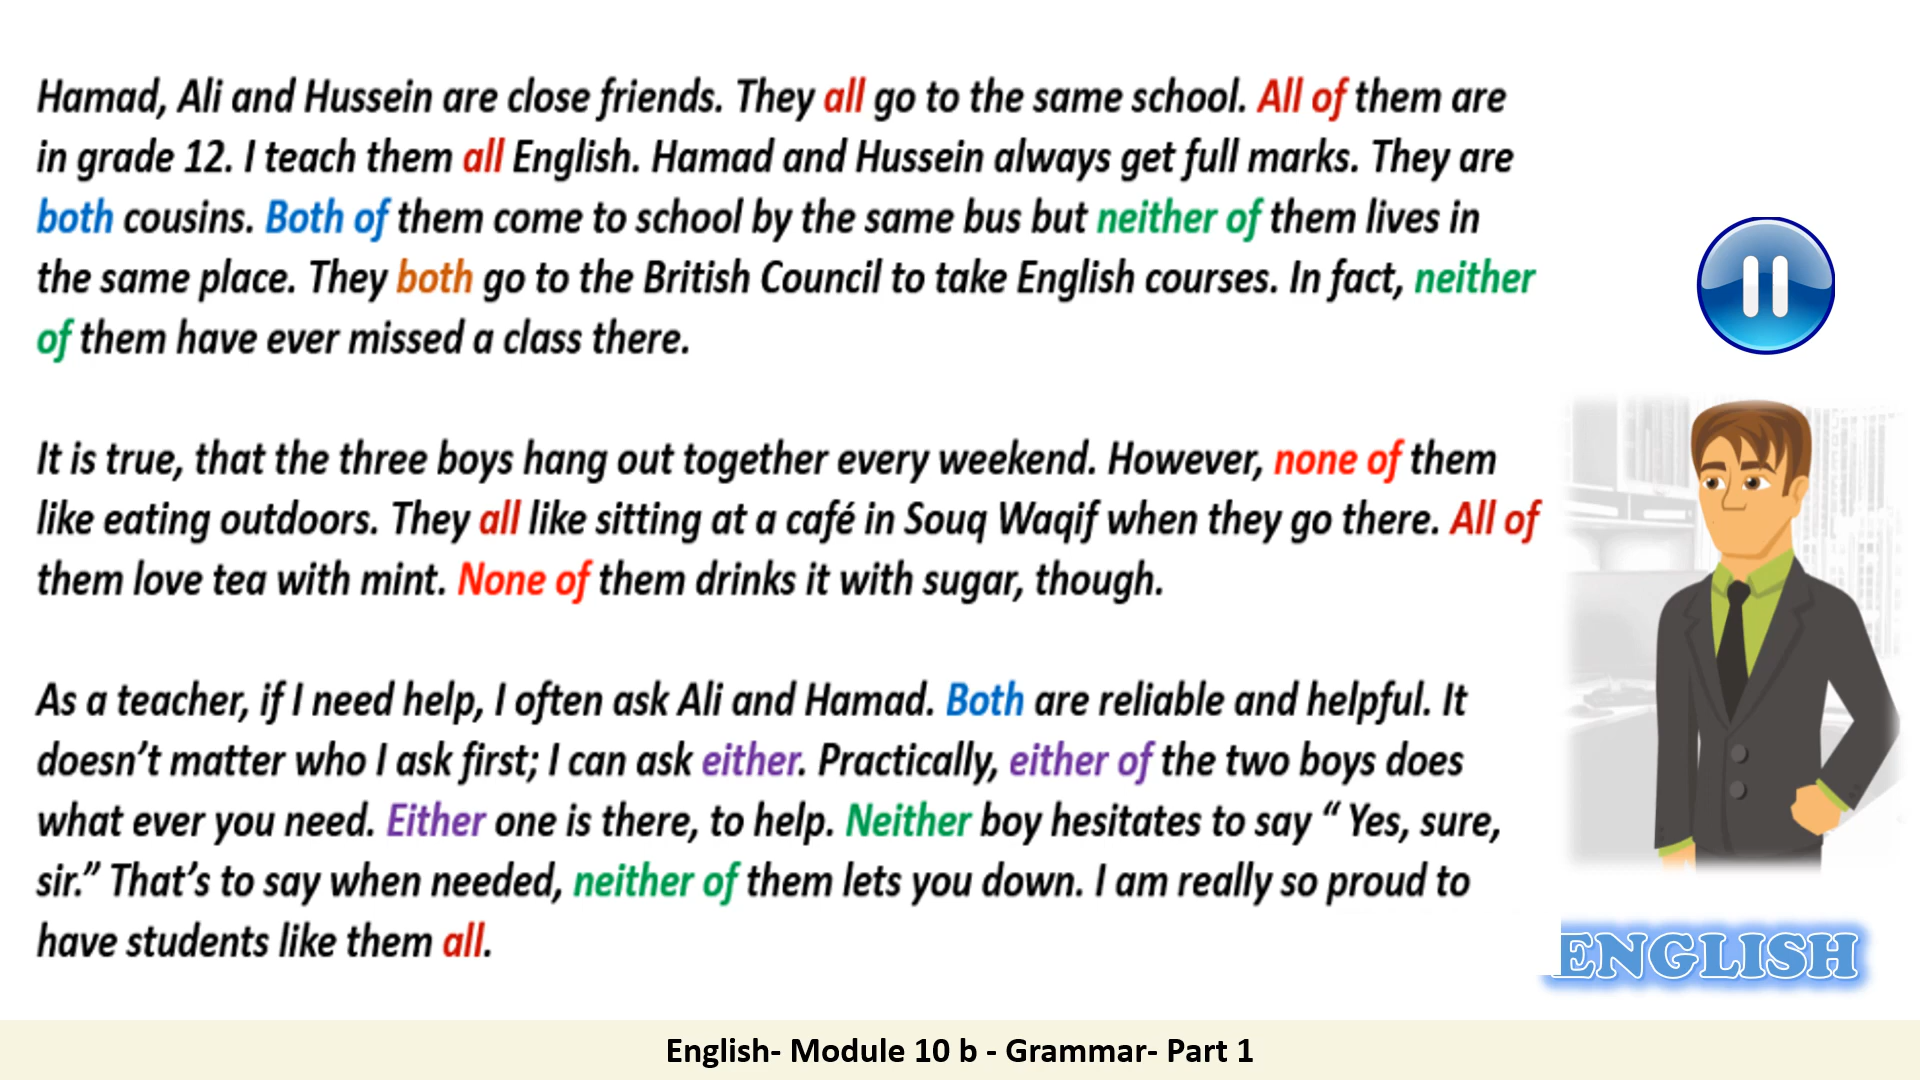 Hamad, Ali and Hussein are close friends. They all go to the same school. All of them are
in grade 12. I teach them all English. Hamad and Hussein always get full marks. They are
both cousins. Both of them come to school by the same bus but neither of them lives in
the same place. They both go to the British Council to take English courses. In fact, neither
of them have ever missed a class there.
It is true, that the three boys hang out together every weekend. However, none of them
like eating outdoors. They all like sitting at a café in Souq Waqif when they go there. All of
them love tea with mint. None of them drinks it with sugar, though.
As a teacher, if I need help, I often ask Ali and Hamad. Both are reliable and helpful. It
doesn’t matter who I ask first; I can ask either. Practically, either of the two boys does
what ever you need. Either one is there, to help. Neither boy hesitates to say “ Yes, sure,
sir.” That’s to say when needed, neither of them lets you down. I am really so proud to
have students like them all.
ENGLISH
English- Module 10 b - Grammar- Part 1